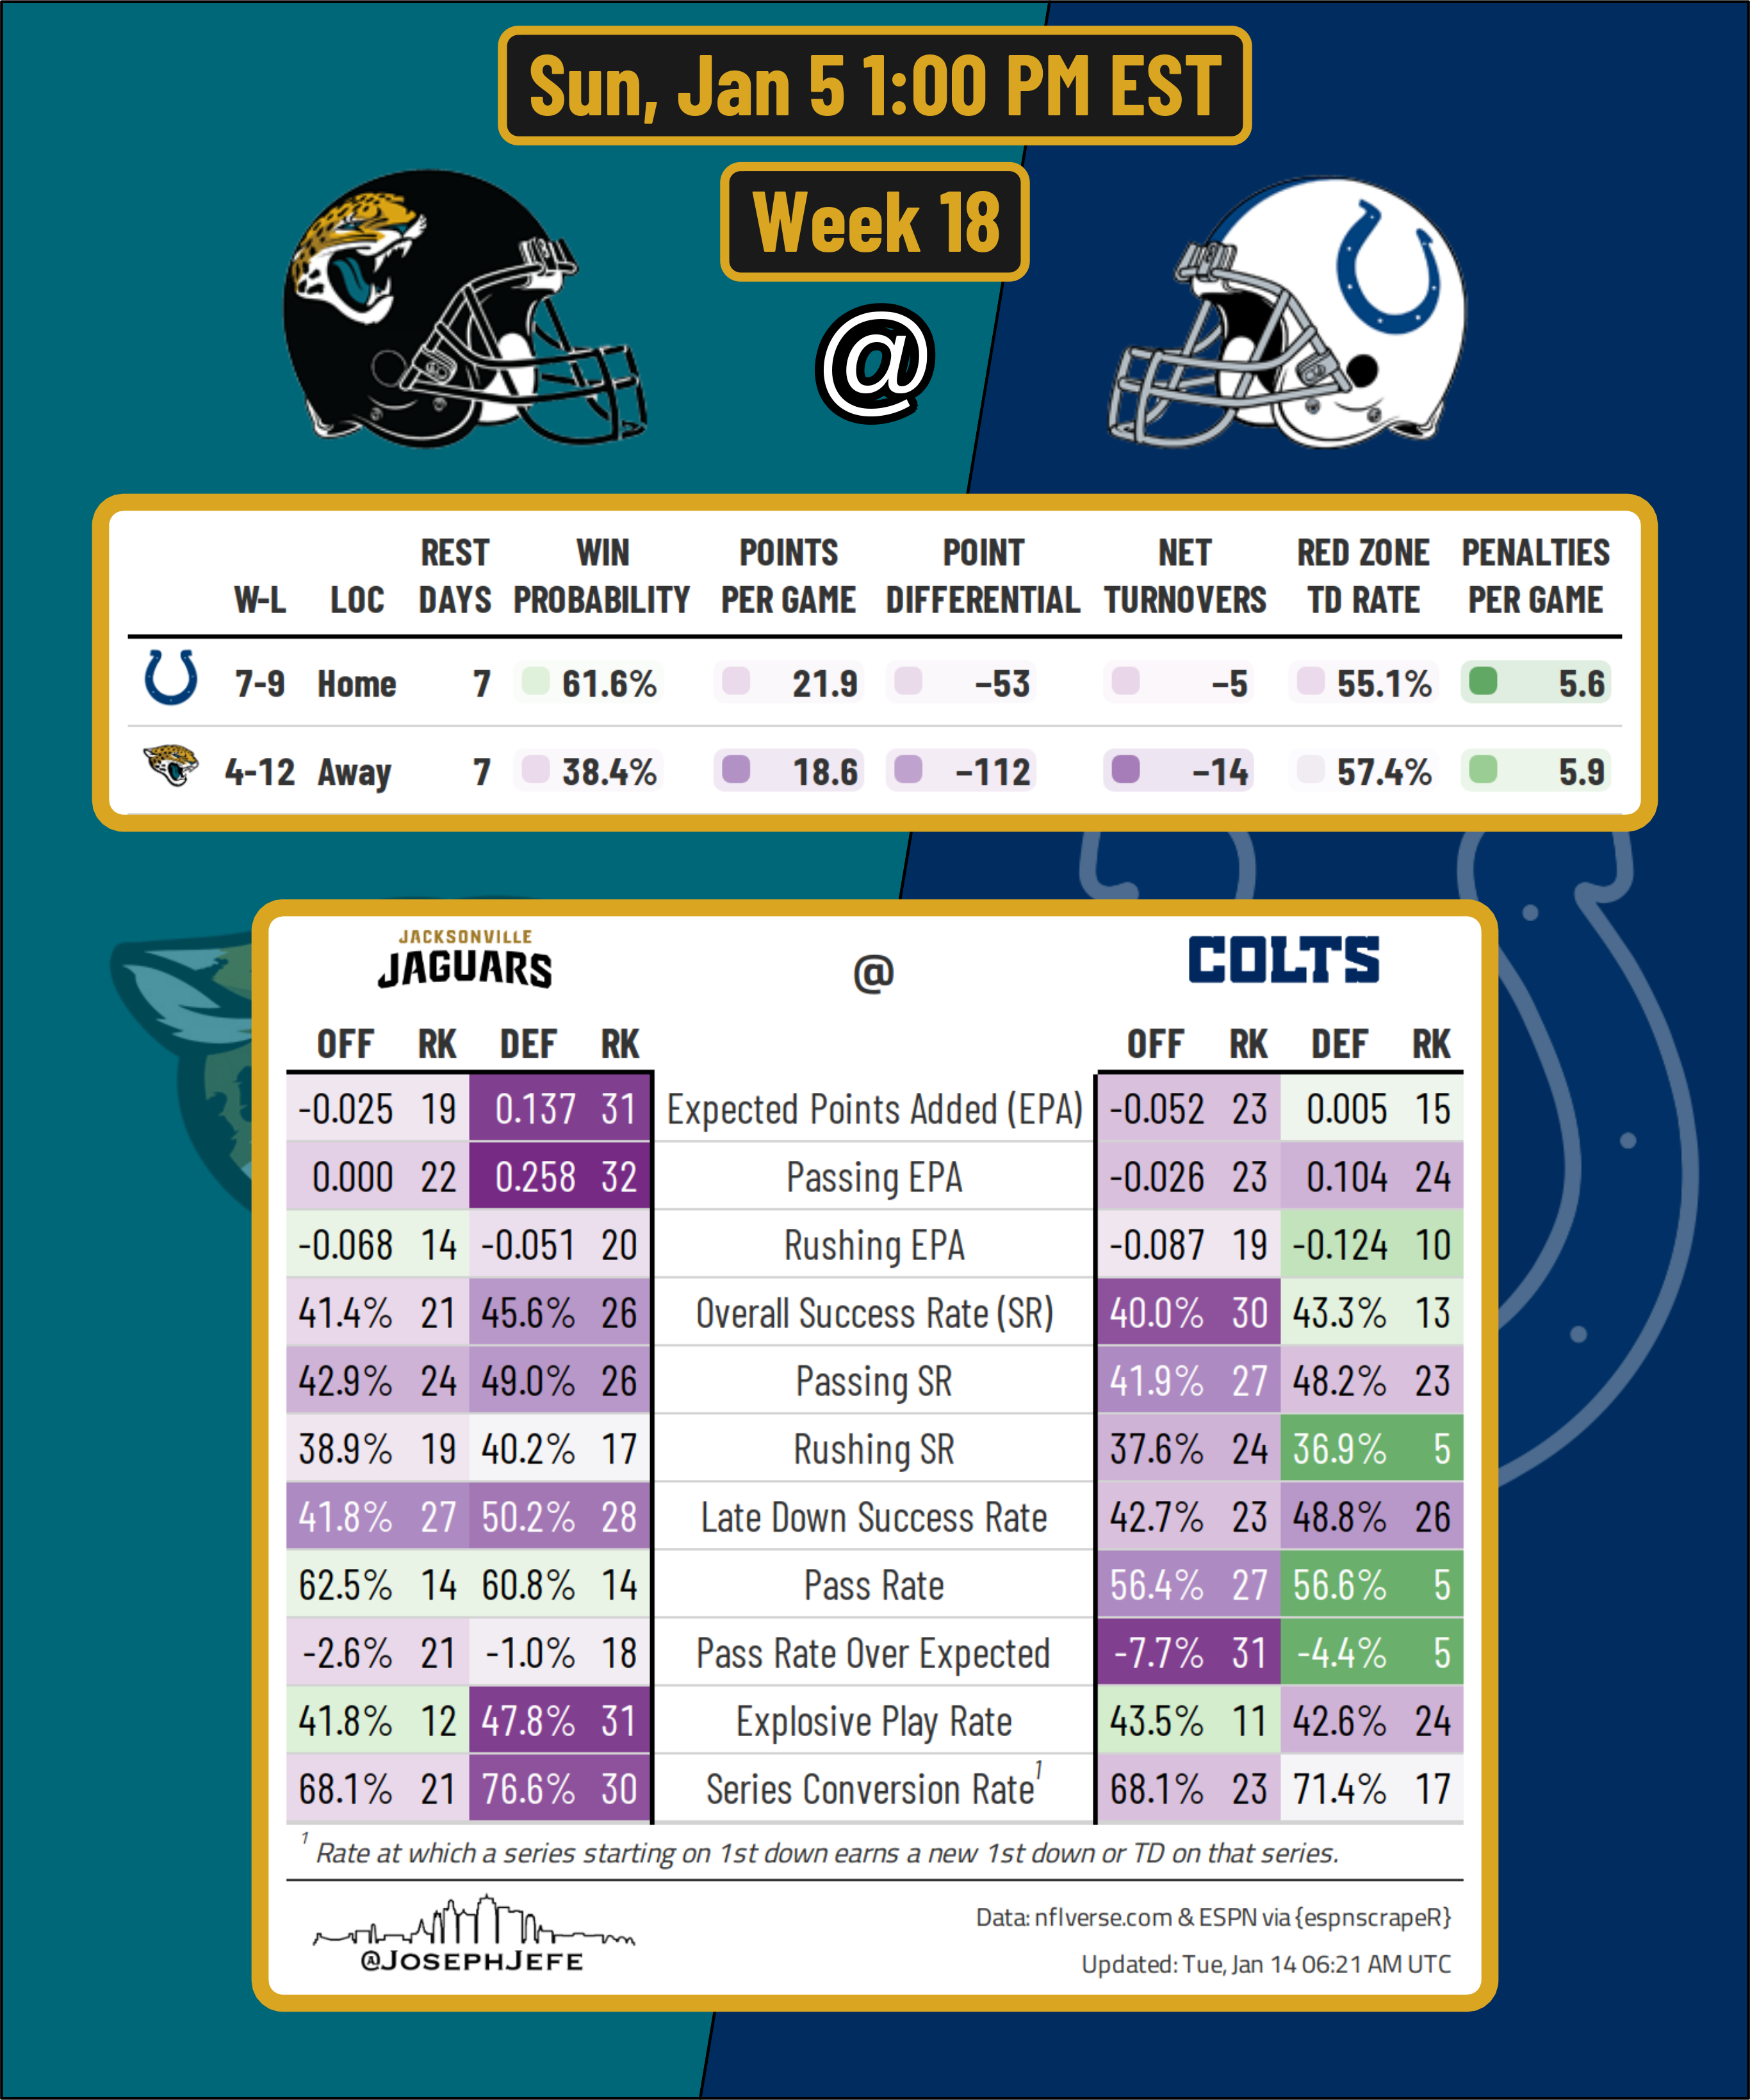 Sun, Jan 5 1:00 PM EST
Week 18
@
REST WIN POINTS POINT NET RED ZONE PENALTIES
W-L LOC DAYS PROBABILITY PER GAME DIFFERENTIAL TURNOVERS TD RATE PER GAME
7-9 Home 7 61.6% 21.9 −53 −5 55.1% 5.6
4-12 Away 7 38.4% 18.6 −112 −14 57.4% 5.9
JACKSONVILLE
JAGUARS @ COLTS
OFF RK DEF RK OFF RK DEF RK
-0.025 19 0.137 31 Expected Points Added (EPA) -0.052 23 0.005 15
0.000 22 0.258 32 Passing EPA -0.026 23 0.104 24
-0.068 14 -0.051 20 Rushing EPA -0.087 19 -0.124 10
41.4% 21 45.6% 26 Overall Success Rate (SR) 40.0% 30 43.3% 13
42.9% 24 49.0% 26 Passing SR 41.9% 27 48.2% 23
38.9% 19 40.2% 17 Rushing SR 37.6% 24 36.9% 5
41.8% 27 50.2% 28 Late Down Success Rate 42.7% 23 48.8% 26
62.5% 14 60.8% 14 Pass Rate 56.4% 27 56.6% 5
-2.6% 21 -1.0% 18 Pass Rate Over Expected -7.7% 31 -4.4% 5
41.8% 12 47.8% 31 Explosive Play Rate 43.5% 11 42.6% 24
68.1% 21 76.6% 30 Series Conversion Rate1 68.1% 23 71.4% 17
1 Rate at which a series starting on 1st down earns a new 1st down or TD on that series.
@JOSEPHJEFE
Data: nflverse.com & ESPN via {espnscrapeR}
Updated: Tue, Jan 14 06:21 AM UTC